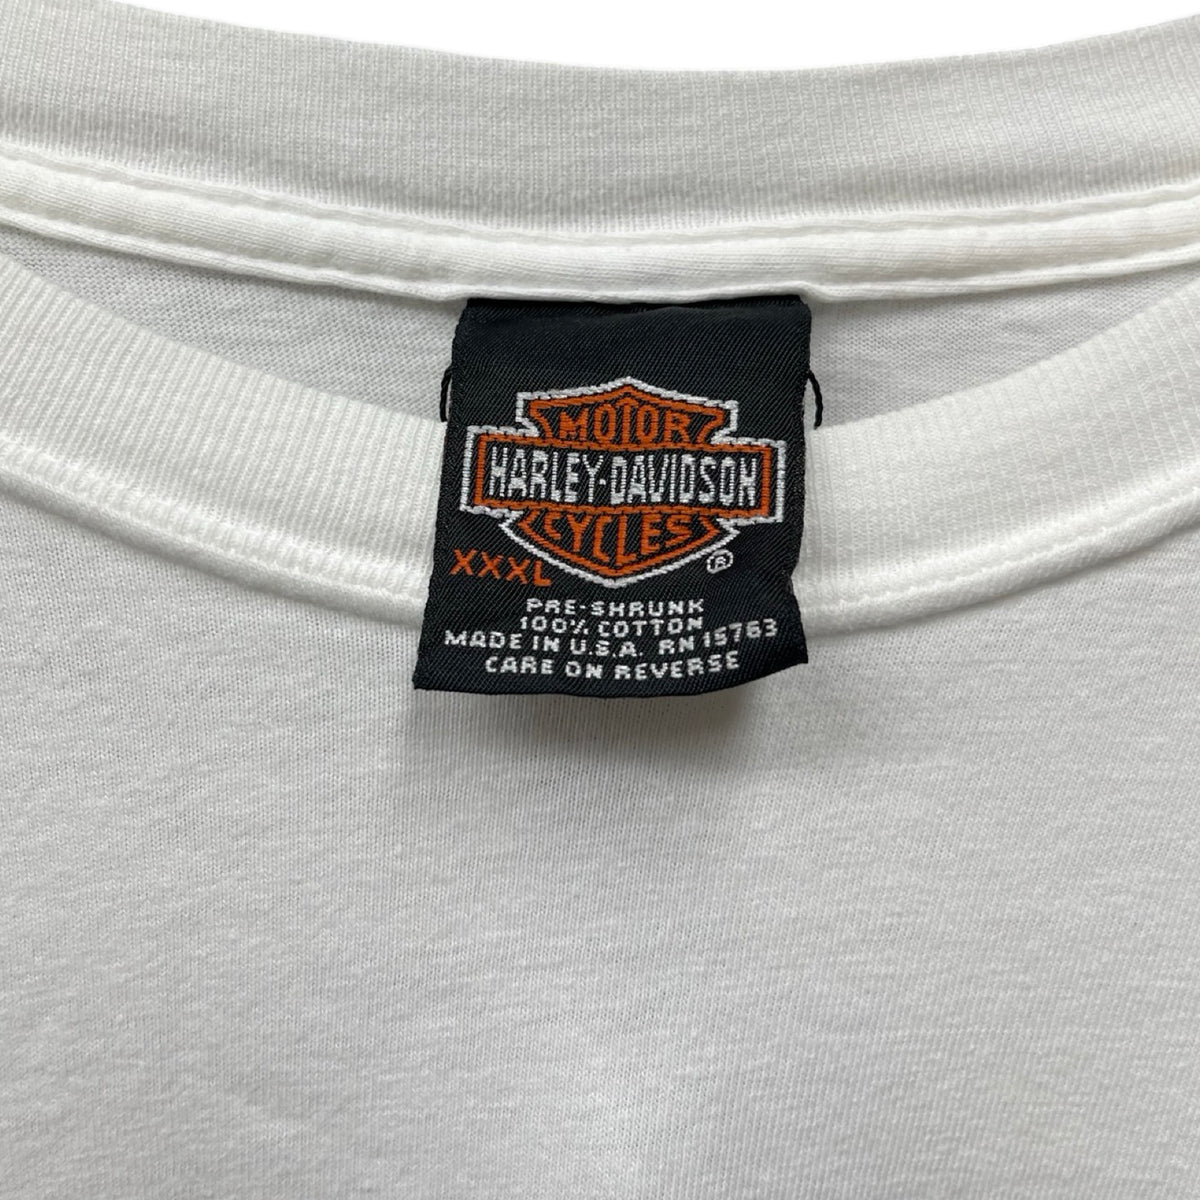 MOTOR
HARLEY-DAVIDSON
CYCLES
XXXL ®
PRE-SHRUNK
100% COTTON
MADE IN U.S.A. RN 15763
CARE ON REVERSE